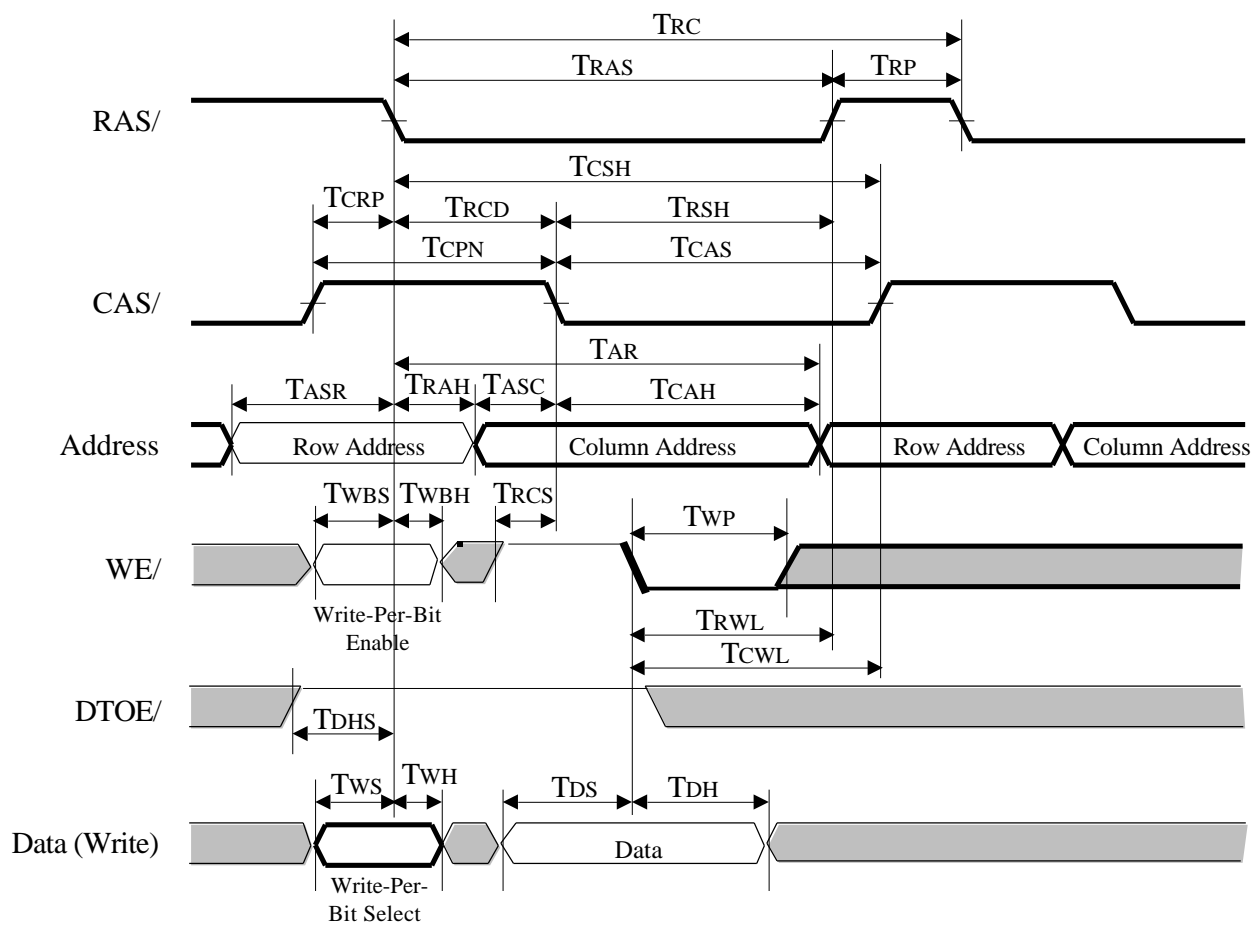 TRC
TRAS
TRP
RAS/
TCSH
TCRP
TRCD
TRSH
TCPN
TCAS
CAS/
TAR
TASR
TRAH
TASC
TCAH
Address
Row Address
Column Address
Row Address
Column Address
TWBS
TWBH
TRCS
TWP
WE/
Write-Per-Bit
Enable
TRWL
TCWL
DTOE/
TDHS
TWS
TWH
TDS
TDH
Data (Write)
Data
Write-Per-
Bit Select